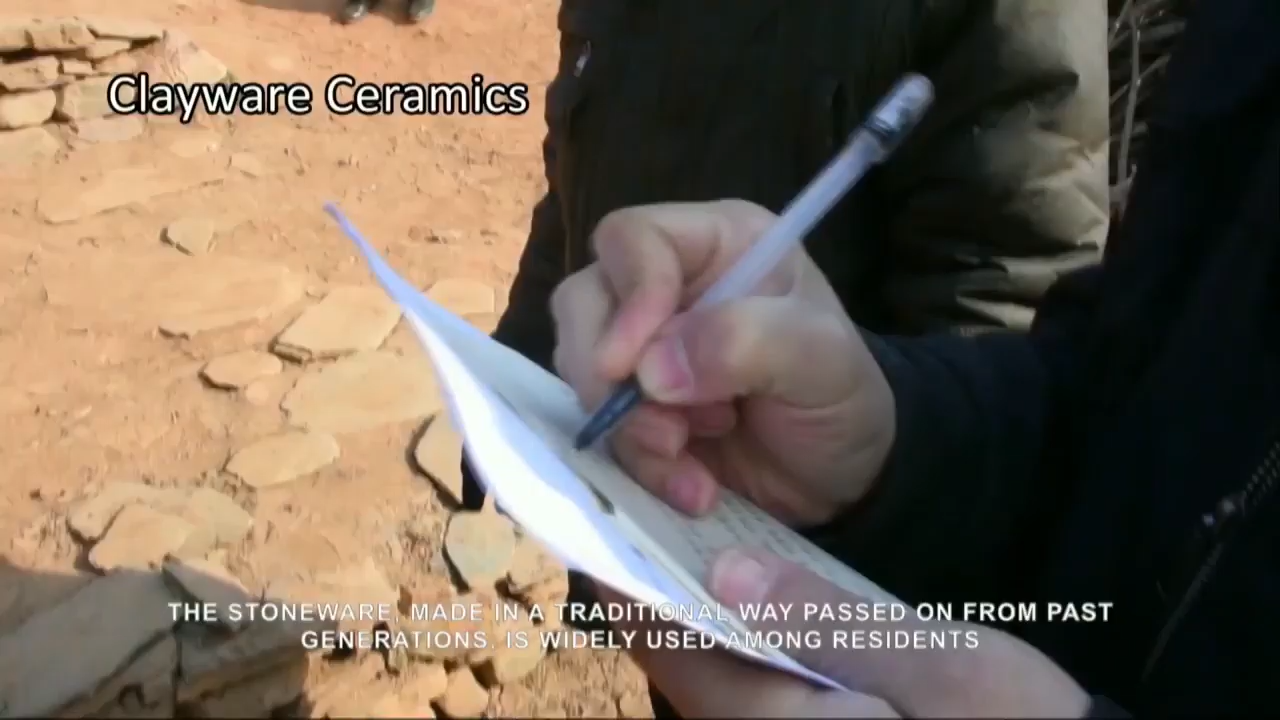 Clayware Ceramics
THE STONEWARE, MADE IN A TRADITIONAL WAY PASSED ON FROM PAST
GENERATIONS, IS WIDELY USED AMONG RESIDENTS